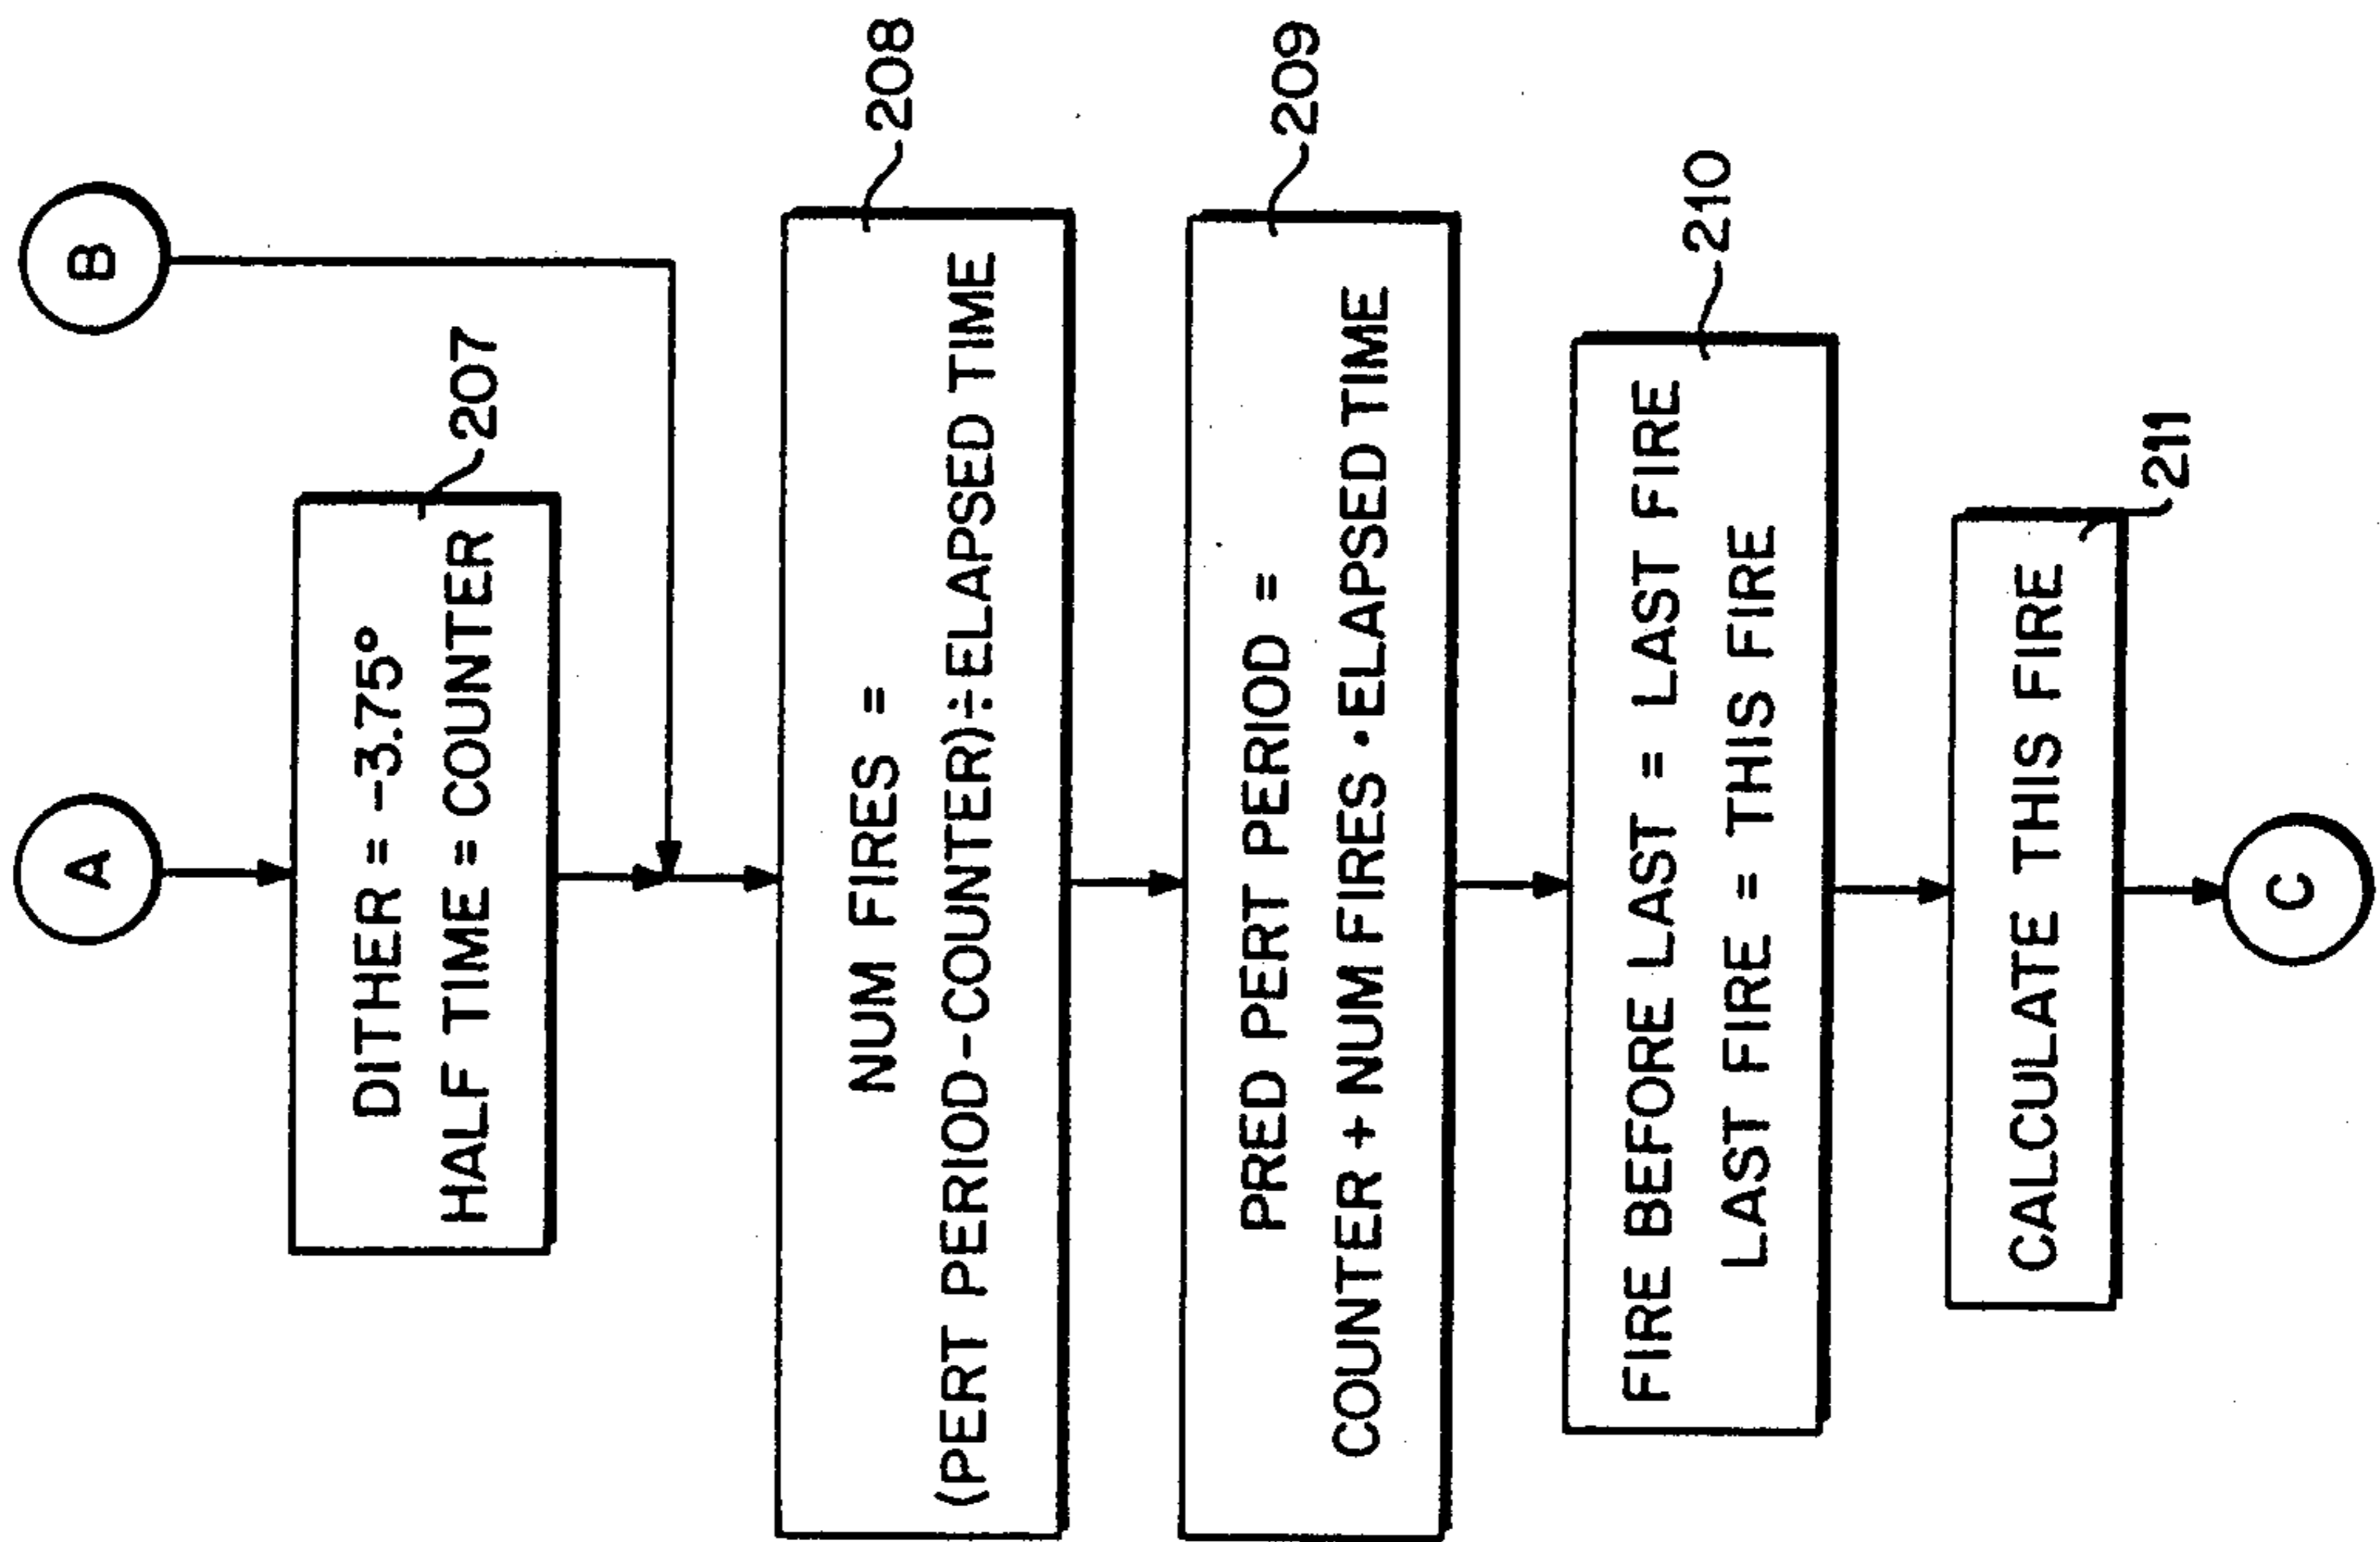 A
B
DITHER = -3.75°
HALF TIME = COUNTER
207
NUM FIRES =
(PERT PERIOD-COUNTER)÷ELAPSED TIME
208
PRED PERT PERIOD =
COUNTER + NUM FIRES • ELAPSED TIME
209
FIRE BEFORE LAST = LAST FIRE
LAST FIRE = THIS FIRE
210
CALCULATE THIS FIRE
211
C